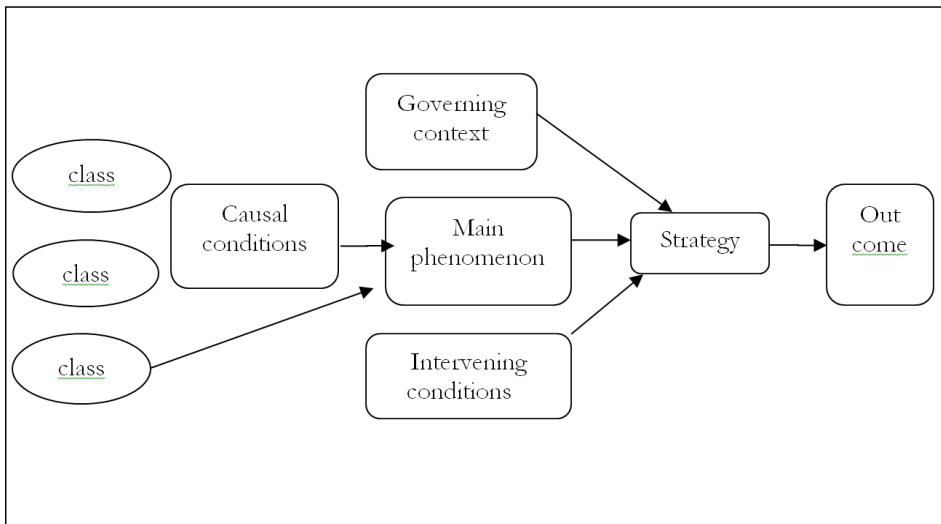 Governing
context
class
Causal
conditions
Main
phenomenon
Strategy
Out
come
class
class
Intervening
conditions